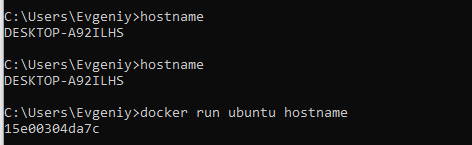 C:\Users\Evgeniy>hostname
DESKTOP-A92ILHS
C:\Users\Evgeniy>hostname
DESKTOP-A92ILHS
C:\Users\Evgeniy>docker run ubuntu hostname
15e00304da7c